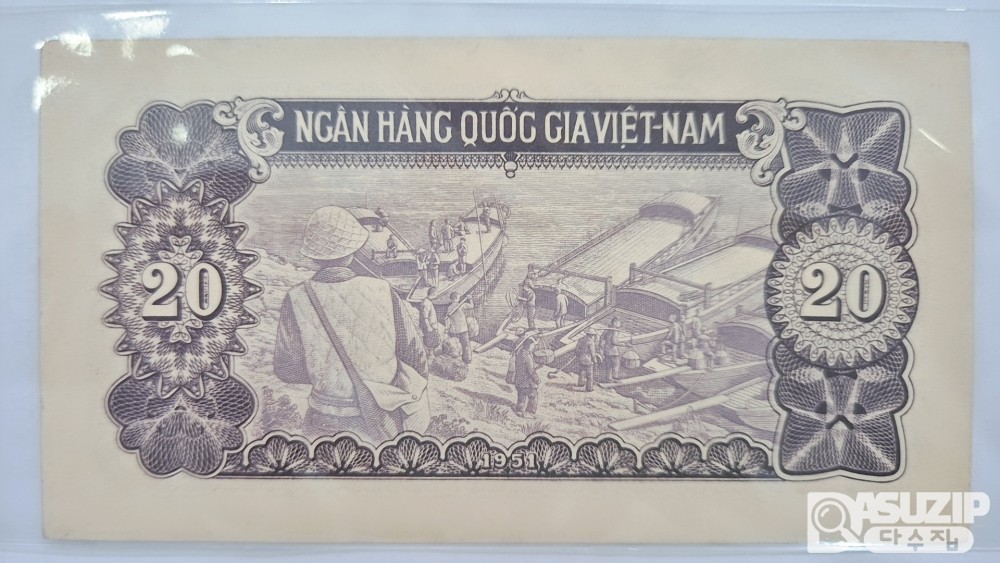 NGÂN HÀNG QUỐC GIA VIỆT-NAM
20
20
1951
ASUZIP
다수집